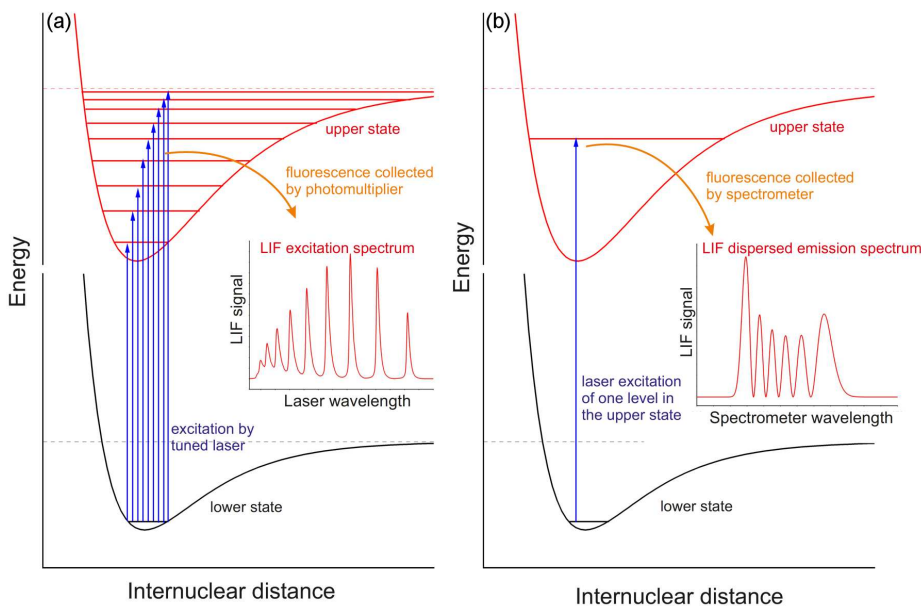 (a)
upper state
fluorescence collected
by photomultiplier
LIF excitation spectrum
LIF signal
Laser wavelength
excitation by
tuned laser
lower state
Energy
Internuclear distance
(b)
upper state
fluorescence collected
by spectrometer
LIF dispersed emission spectrum
LIF signal
Spectrometer wavelength
laser excitation
of one level in
the upper state
lower state
Energy
Internuclear distance